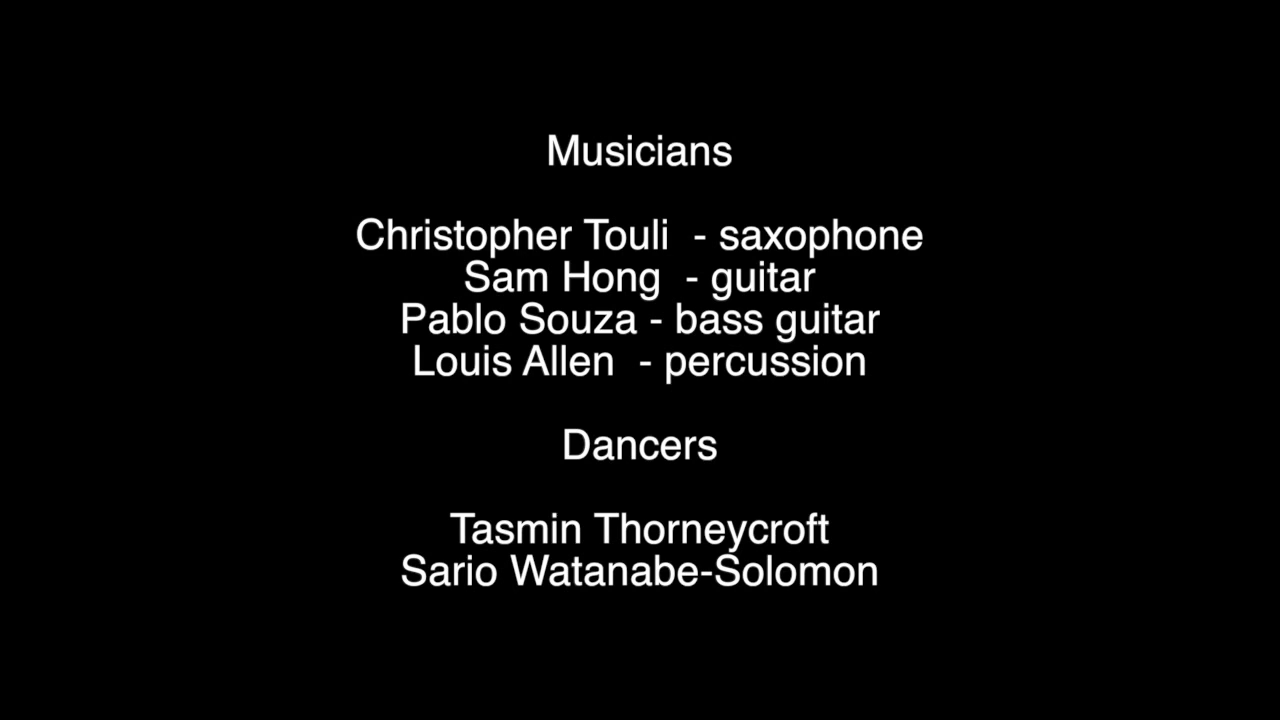 Musicians
Christopher Touli  - saxophone
Sam Hong  - guitar
Pablo Souza - bass guitar
Louis Allen  - percussion
Dancers
Tasmin Thorneycroft
Sario Watanabe-Solomon